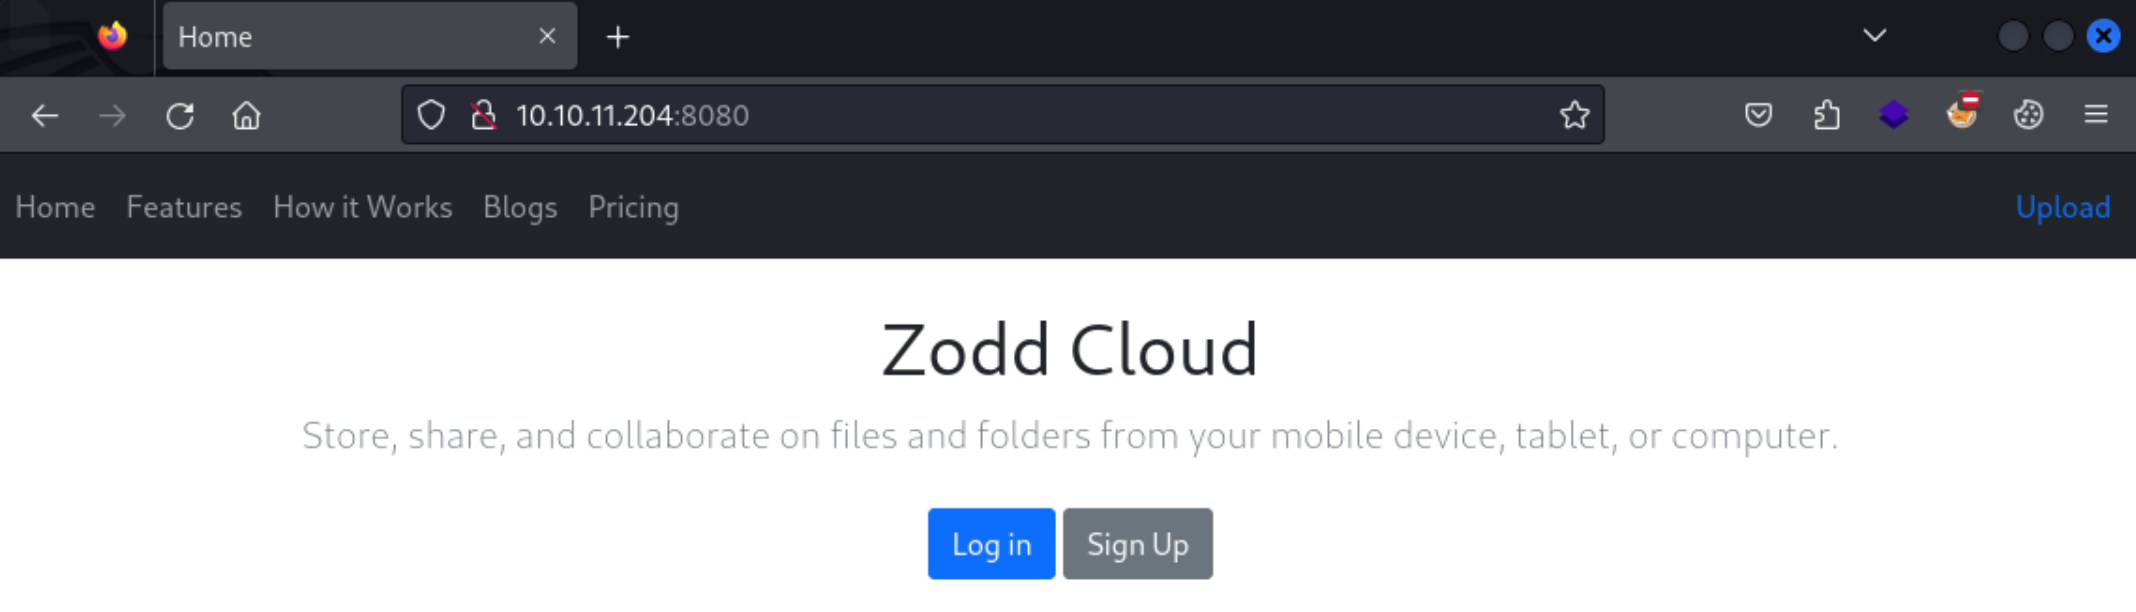 Home
10.10.11.204:8080
Home Features How it Works Blogs Pricing Upload
Zodd Cloud
Store, share, and collaborate on files and folders from your mobile device, tablet, or computer.
Log in Sign Up